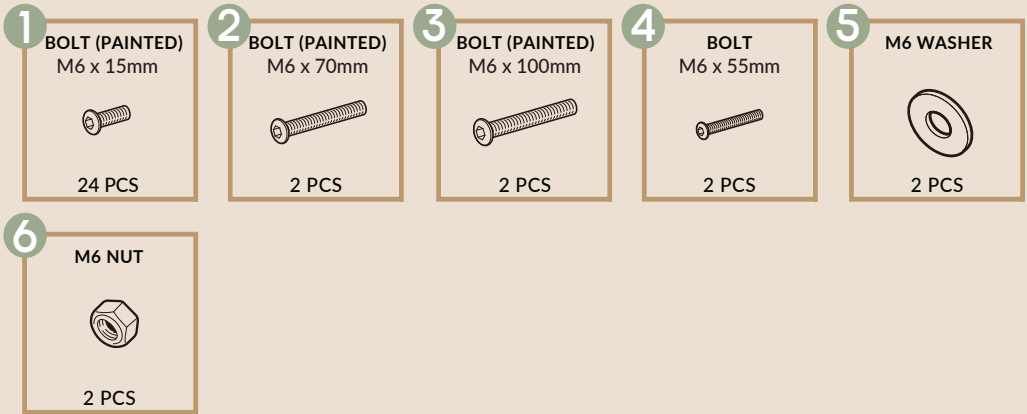 1
BOLT (PAINTED)
M6 x 15mm
24 PCS
2
BOLT (PAINTED)
M6 x 70mm
2 PCS
3
BOLT (PAINTED)
M6 x 100mm
2 PCS
4
BOLT
M6 x 55mm
2 PCS
5
M6 WASHER
2 PCS
6
M6 NUT
2 PCS